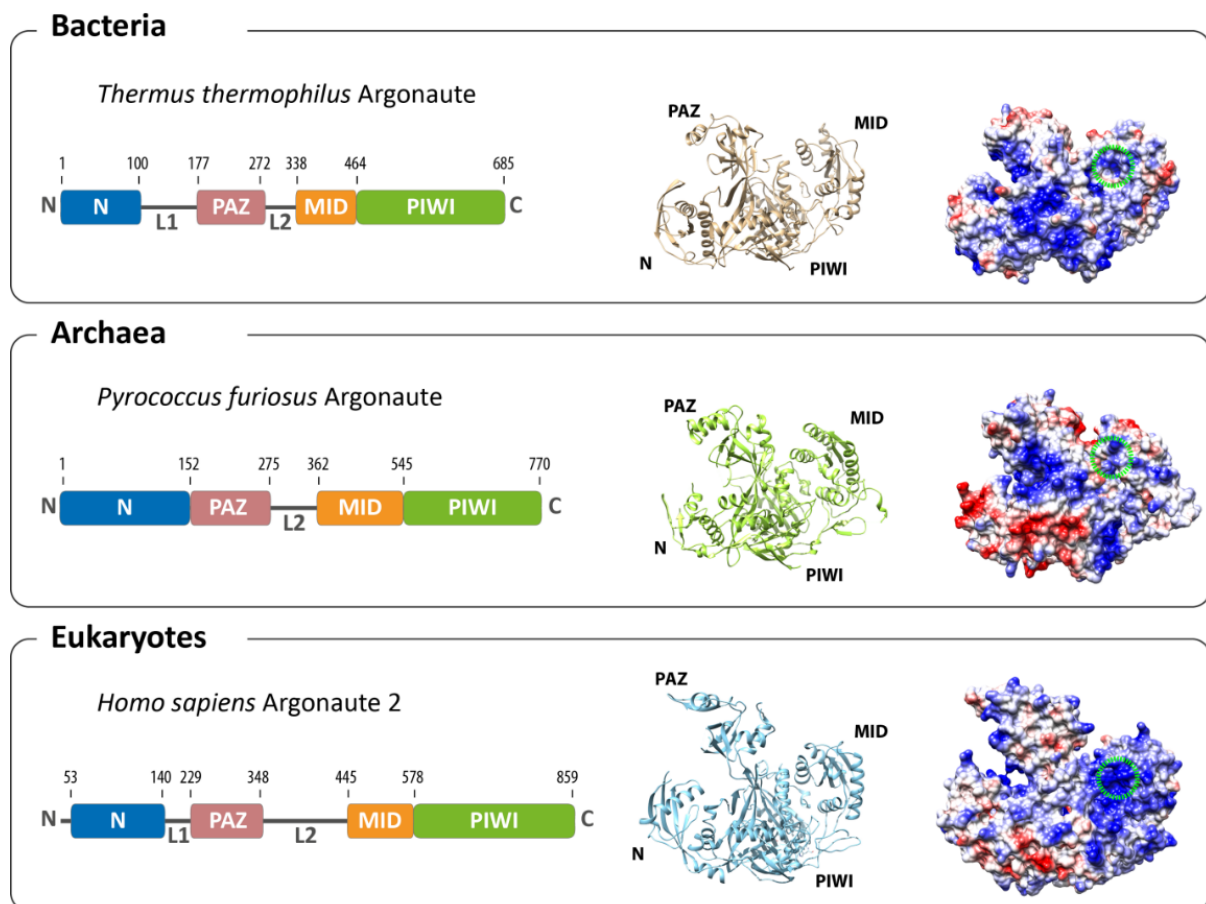 Bacteria
Thermus thermophilus Argonaute
1 100 177 272 338 464 685
N N PAZ MID PIWI C
L1 L2
PAZ
MID
N
PIWI
Archaea
Pyrococcus furiosus Argonaute
1 152 275 362 545 770
N N PAZ MID PIWI C
L2
PAZ
MID
N
PIWI
Eukaryotes
Homo sapiens Argonaute 2
53 140 229 348 445 578 859
N N PAZ MID PIWI C
L1 L2
PAZ
MID
N
PIWI